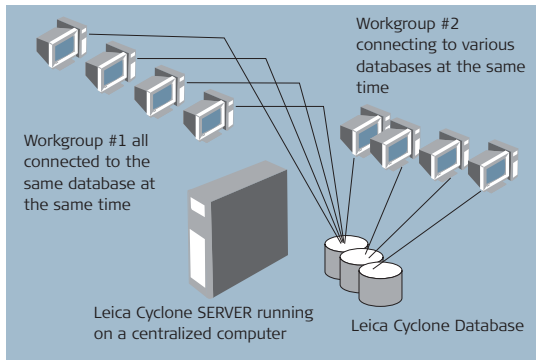 Workgroup #2
connecting to various
databases at the same
time
Workgroup #1 all
connected to the
same database at
the same time
Leica Cyclone SERVER running
on a centralized computer
Leica Cyclone Database